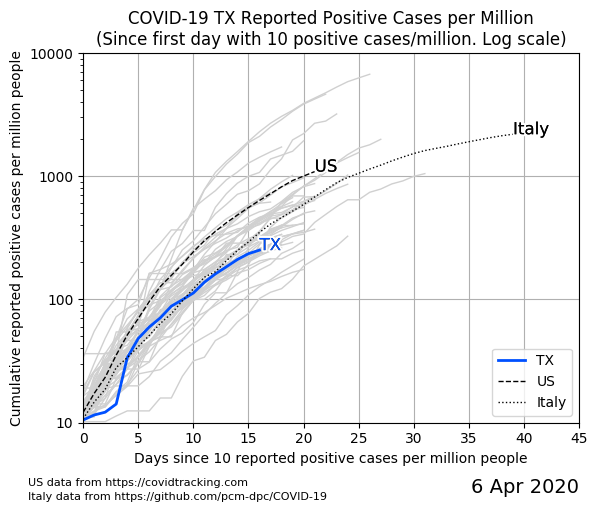 COVID-19 TX Reported Positive Cases per Million
(Since first day with 10 positive cases/million. Log scale)
Cumulative reported positive cases per million people
10000
1000
100
10
Italy
US
TX
TX
US
Italy
0 5 10 15 20 25 30 35 40 45
Days since 10 reported positive cases per million people
US data from https://covidtracking.com
Italy data from https://github.com/pcm-dpc/COVID-19
6 Apr 2020